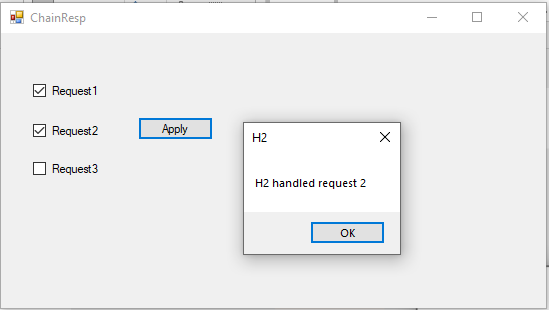 ChainResp
Request1
Request2
Apply
Request3
H2
H2 handled request 2
OK